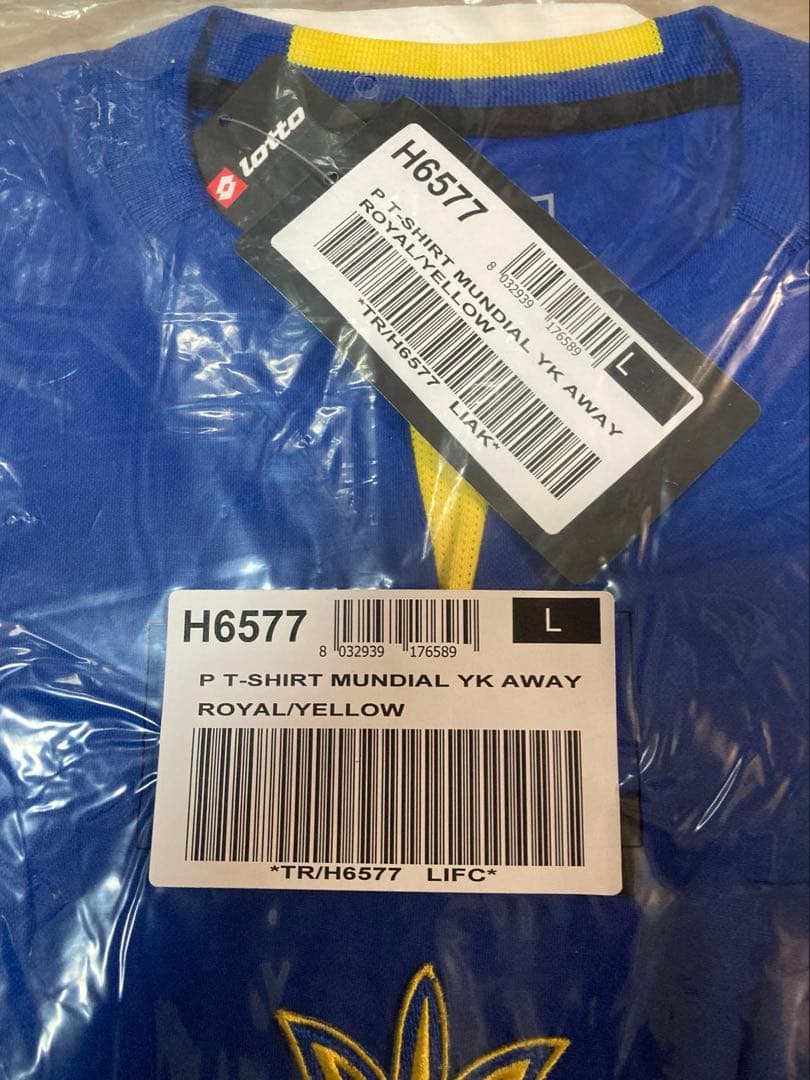 lotto
H6577
8 032939 176589
L
P T-SHIRT MUNDIAL YK AWAY
ROYAL/YELLOW
*TR/H6577 LIAK*
H6577
8 032939 176589
L
P T-SHIRT MUNDIAL YK AWAY
ROYAL/YELLOW
*TR/H6577 LIFC*